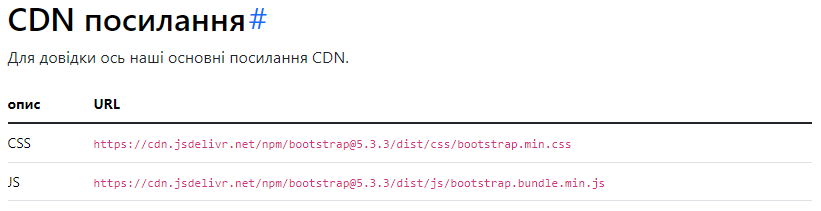 CDN посилання#
Для довідки ось наші основні посилання CDN.
опис URL
CSS https://cdn.jsdelivr.net/npm/bootstrap@5.3.3/dist/css/bootstrap.min.css
JS https://cdn.jsdelivr.net/npm/bootstrap@5.3.3/dist/js/bootstrap.bundle.min.js